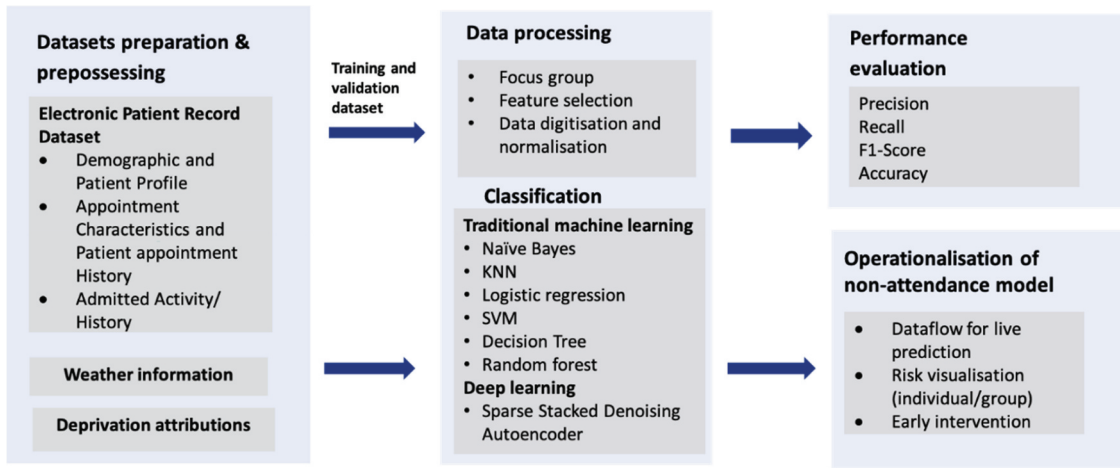 Datasets preparation &
prepossessing
Electronic Patient Record
Dataset
● Demographic and
Patient Profile
● Appointment
Characteristics and
Patient appointment
History
● Admitted Activity/
History
Weather information
Deprivation attributions
Training and
validation
dataset
Data processing
• Focus group
• Feature selection
• Data digitisation and
normalisation
Classification
Traditional machine learning
• Naïve Bayes
• KNN
• Logistic regression
• SVM
• Decision Tree
• Random forest
Deep learning
• Sparse Stacked Denoising
Autoencoder
Performance
evaluation
Precision
Recall
F1-Score
Accuracy
Operationalisation of
non-attendance model
● Dataflow for live
prediction
● Risk visualisation
(individual/group)
● Early intervention